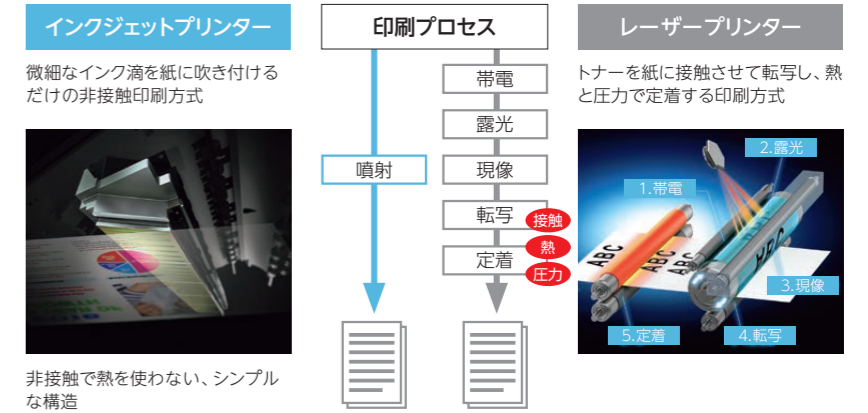 インクジェットプリンター
微細なインク滴を紙に吹き付ける
だけの非接触印刷方式
非接触で熱を使わない、シンプル
な構造
印刷プロセス
噴射
帯電
露光
現像
転写
接触
熱
定着
圧力
レーザープリンター
トナーを紙に接触させて転写し、熱
と圧力で定着する印刷方式
2.露光
1.帯電
ABC
ABC
ABC
ABC
3.現像
5.定着
4.転写